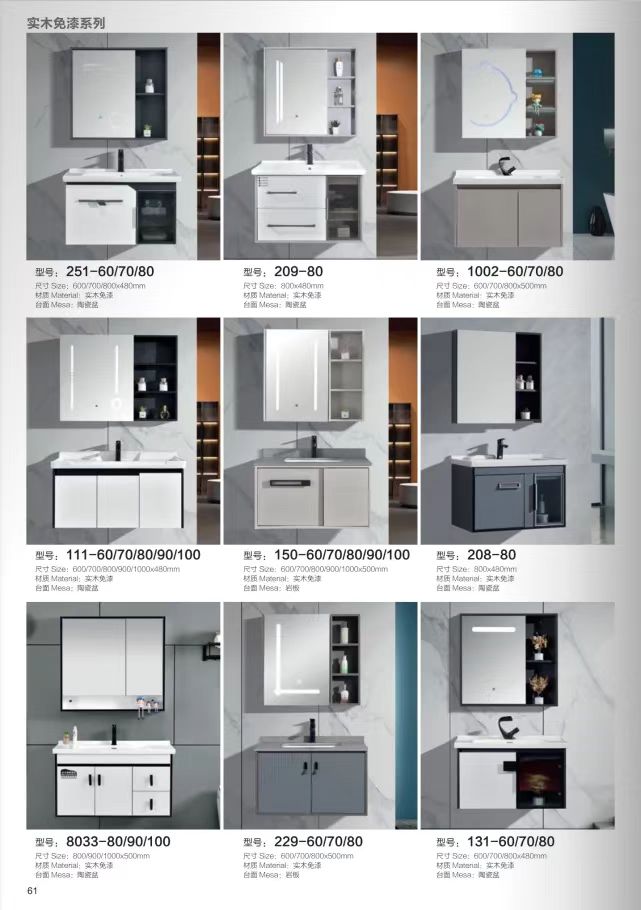 实木免漆系列
型号：251-60/70/80
尺寸 Size：600/700/800x480mm
材质 Material：实木免漆
台面 Mesa：陶瓷盆
型号：209-80
尺寸 Size：800x480mm
材质 Material：实木免漆
台面 Mesa：陶瓷盆
型号：1002-60/70/80
尺寸 Size：600/700/800x500mm
材质 Material：实木免漆
台面 Mesa：陶瓷盆
型号：111-60/70/80/90/100
尺寸 Size：600/700/800/900/1000x480mm
材质 Material：实木免漆
台面 Mesa：陶瓷盆
型号：150-60/70/80/90/100
尺寸 Size：600/700/800/900/1000x500mm
材质 Material：实木免漆
台面 Mesa：岩板
型号：208-80
尺寸 Size：800x480mm
材质 Material：实木免漆
台面 Mesa：陶瓷盆
型号：8033-80/90/100
尺寸 Size：800/900/1000x500mm
材质 Material：实木免漆
台面 Mesa：陶瓷盆
型号：229-60/70/80
尺寸 Size：600/700/800x500mm
材质 Material：实木免漆
台面 Mesa：岩板
型号：131-60/70/80
尺寸 Size：600/700/800x480mm
材质 Material：实木免漆
台面 Mesa：陶瓷盆
61